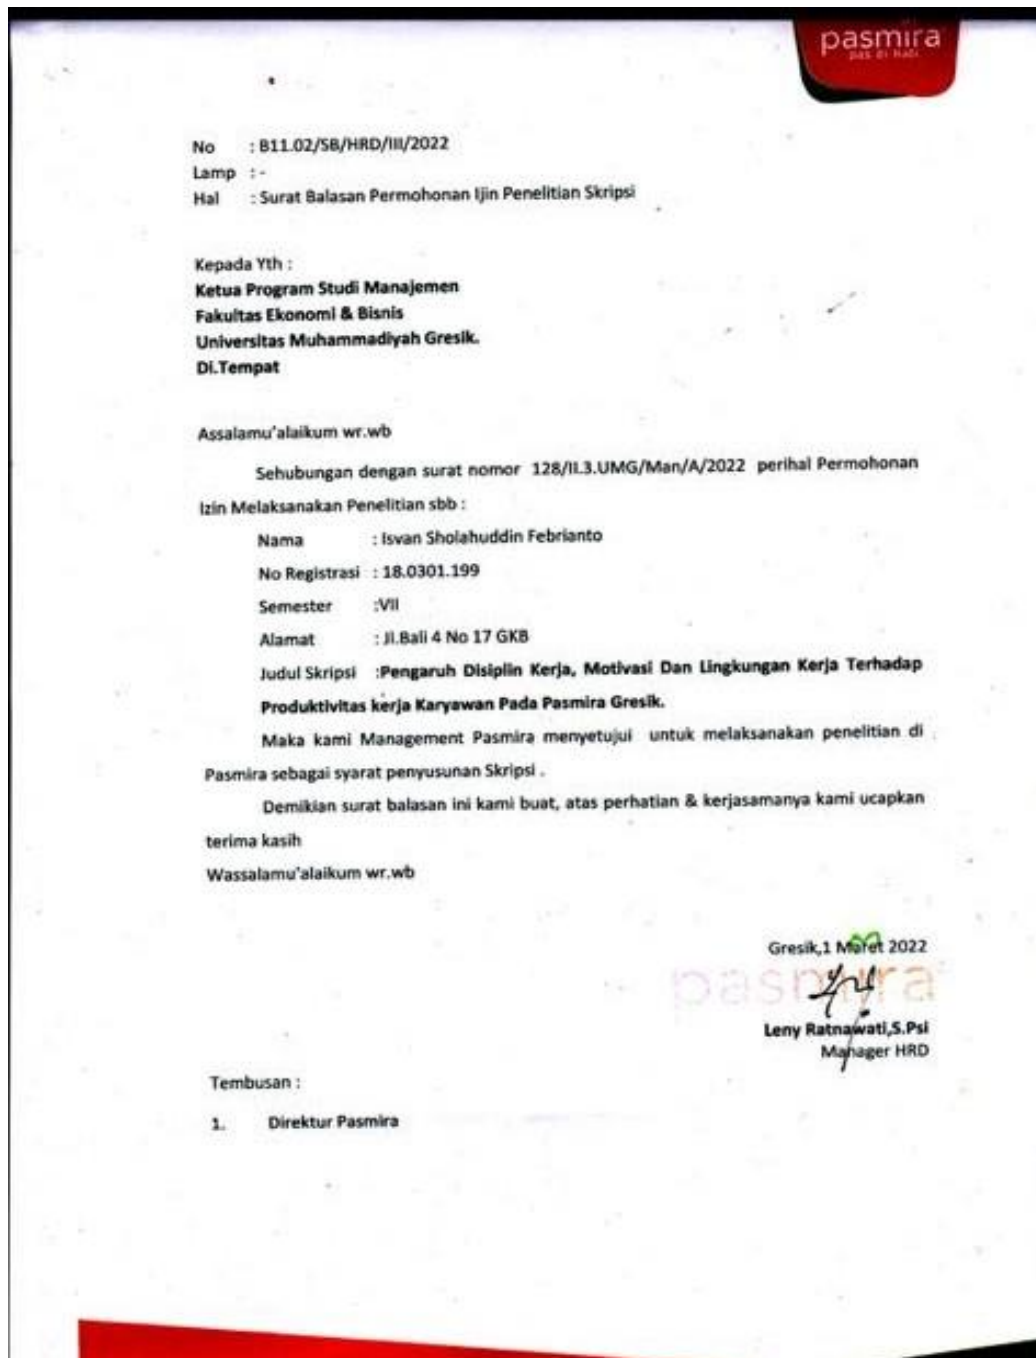 pasmira
pas di hati
No : B11.02/SB/HRD/III/2022
Lamp : -
Hal : Surat Balasan Permohonan Ijin Penelitian Skripsi
Kepada Yth :
Ketua Program Studi Manajemen
Fakultas Ekonomi & Bisnis
Universitas Muhammadiyah Gresik.
Di.Tempat
Assalamu'alaikum wr.wb
Sehubungan dengan surat nomor 128/II.3.UMG/Man/A/2022 perihal Permohonan
Izin Melaksanakan Penelitian sbb :
Nama : Isvan Sholahuddin Febrianto
No Registrasi : 18.0301.199
Semester :VII
Alamat : Jl.Bali 4 No 17 GKB
Judul Skripsi :Pengaruh Disiplin Kerja, Motivasi Dan Lingkungan Kerja Terhadap
Produktivitas kerja Karyawan Pada Pasmira Gresik.
Maka kami Management Pasmira menyetujui untuk melaksanakan penelitian di
Pasmira sebagai syarat penyusunan Skripsi .
Demikian surat balasan ini kami buat, atas perhatian & kerjasamanya kami ucapkan
terima kasih
Wassalamu'alaikum wr.wb
Gresik,1 Maret 2022
pasmira
Leny Ratnawati,S.Psi
Manager HRD
Tembusan :
1. Direktur Pasmira